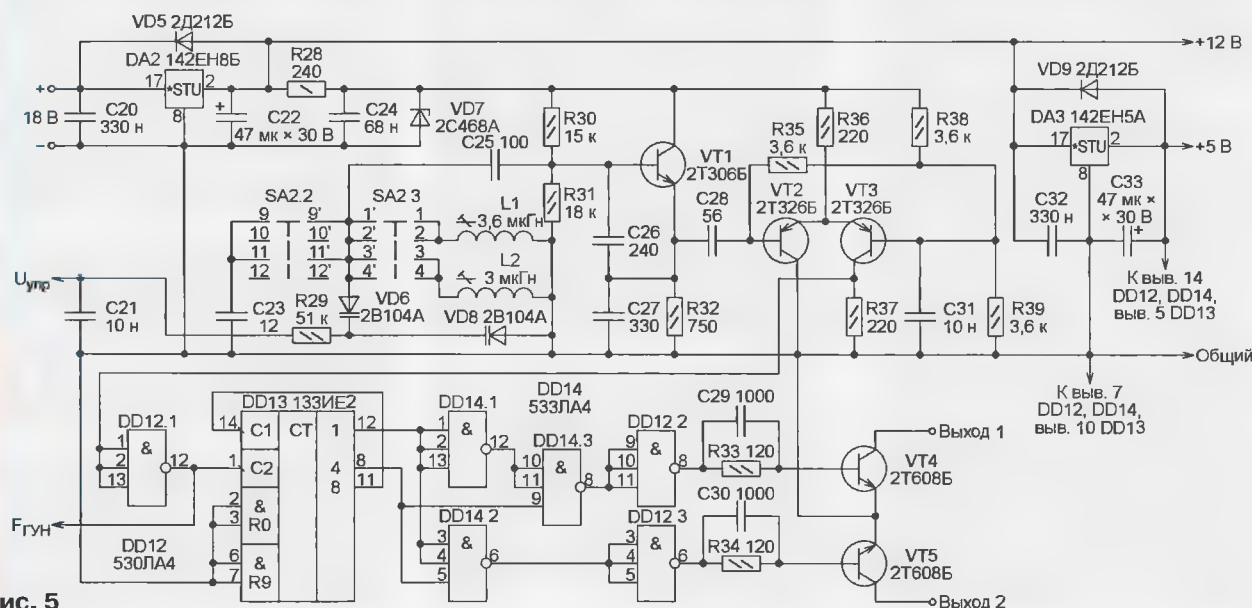 VD5 2Д212Б
+12 В
DA2 142ЕН8Б
R28
240
VD9 2Д212Б
DA3 142ЕН5А
17
*STU
2
8
+
18 В
–
C20
330 н
+
C22
47 мк × 30 В
C24
68 н
VD7
2С468А
C25 100
R30
15 к
R31
18 к
VT1
2Т306Б
R35
3,6 к
R36
220
R38
3,6 к
17
*STU
2
8
+5 В
C32
330 н
C33
47 мк ×
× 30 В
+
VT2
2Т326Б
VT3
2Т326Б
C28
56
SA2.2
9 9'
10 10'
11 11'
12 12'
SA2 3
1' 1
2' 2
3' 3
4' 4
L1
3,6 мкГн
L2
3 мкГн
C26
240
C27
330
R32
750
R37
220
C31
10 н
R39
3,6 к
К выв. 14
DD12, DD14,
выв. 5 DD13
Uупр
C21
10 н
C23
12
R29
51 к
VD6
2В104А
VD8 2В104А
Общий
К выв. 7
DD12, DD14,
выв. 10 DD13
DD12.1
1
2
13
&
12
DD13 133ИЕ2
14
C1
CT
1
12
1
C2
4
8
8
11
2
&
3
R0
6
&
7
R9
DD14.1
1
2
13
&
12
DD14
533ЛА4
DD14.3
10
11
9
&
8
DD12 2
9
10
11
&
8
C29 1000
R33 120
VT4
2Т608Б
Выход 1
DD14 2
3
4
5
&
6
DD12 3
3
4
5
&
6
C30 1000
R34 120
VT5
2Т608Б
Выход 2
FГУН
DD12
530ЛА4
ис. 5